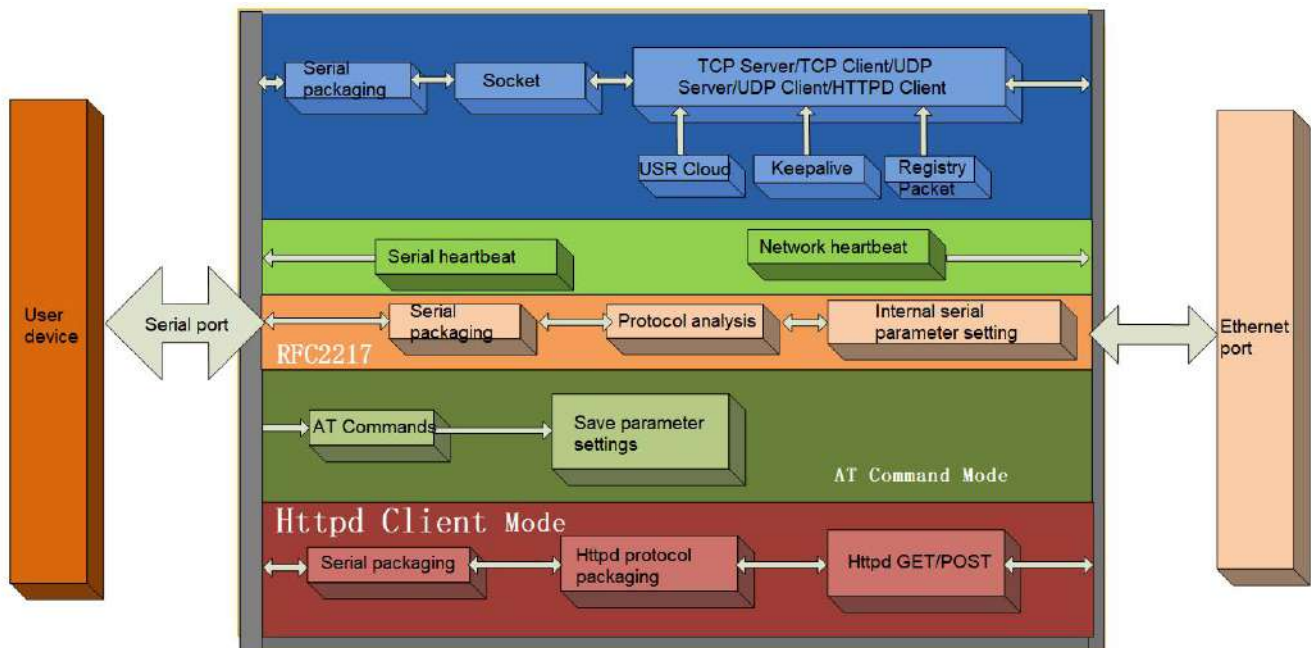 Serial
packaging
Socket
TCP Server/TCP Client/UDP
Server/UDP Client/HTTPD Client
USR Cloud
Keepalive
Registry
Packet
Serial heartbeat
Network heartbeat
User
device
Serial port
Serial
packaging
Protocol analysis
Internal serial
parameter setting
RFC2217
Ethernet
port
AT Commands
Save parameter
settings
AT Command Mode
Httpd Client Mode
Serial packaging
Httpd protocol
packaging
Httpd GET/POST